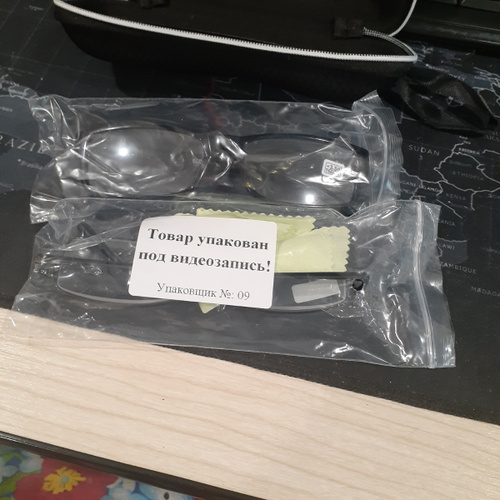 SUDAN
Товар упакован
под видеозапись!
Упаковщик №: 09